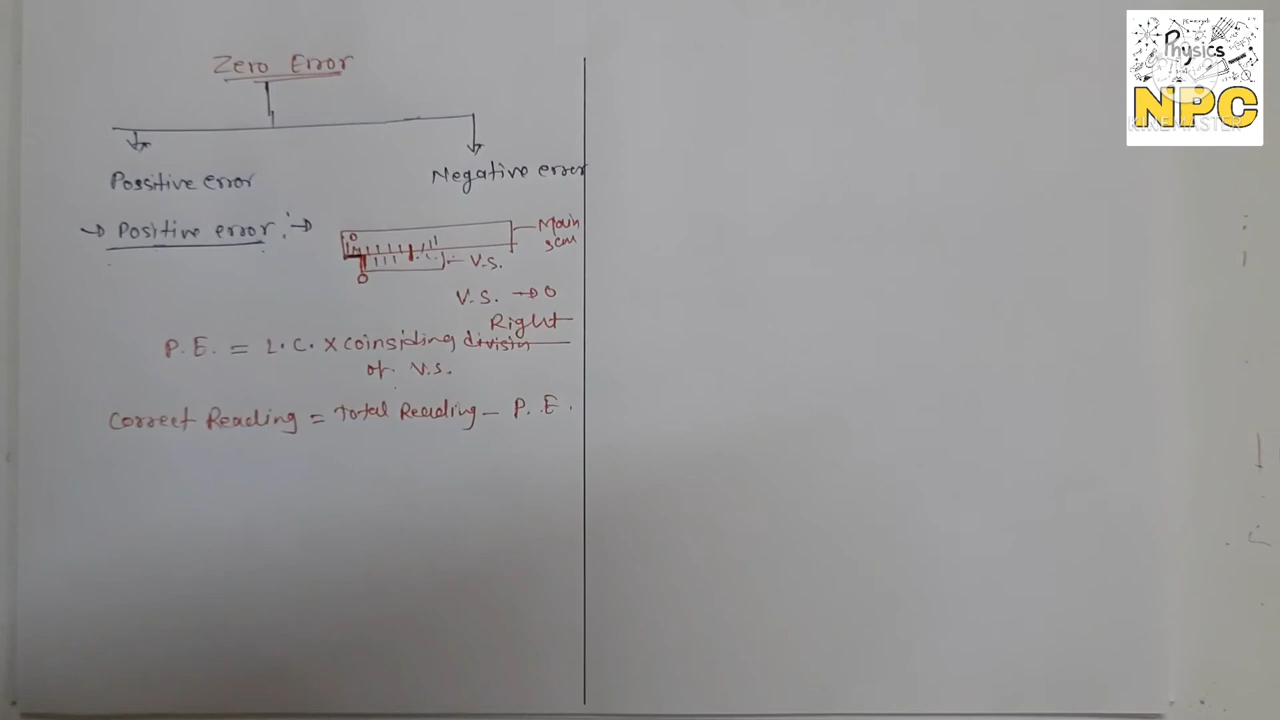 Zero Error
Possitive error
Negative error
→ Positive error :→
0
Main
V.S.
0
V.S. → 0
Right
P.E. = L.C. X coinsiding division
of V.S.
Correct Reading = Total Reading - P.E.
Physics
NPC
KINEMASTER